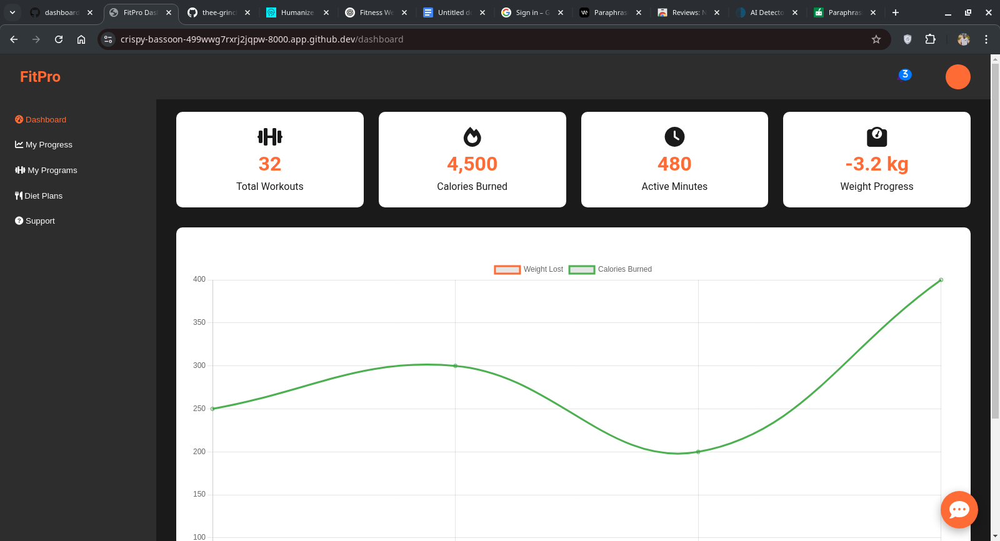 dashboard
FitPro Das
thee-grinc
Humanize
Fitness We
Untitled d
Sign in – G
Paraphras
Reviews: N
AI Detecto
Paraphras
crispy-bassoon-499wwg7rxrj2jqpw-8000.app.github.dev/dashboard
FitPro
3
Dashboard
My Progress
My Programs
Diet Plans
Support
32
Total Workouts
4,500
Calories Burned
480
Active Minutes
-3.2 kg
Weight Progress
Weight Lost
Calories Burned
400
350
300
250
200
150
100